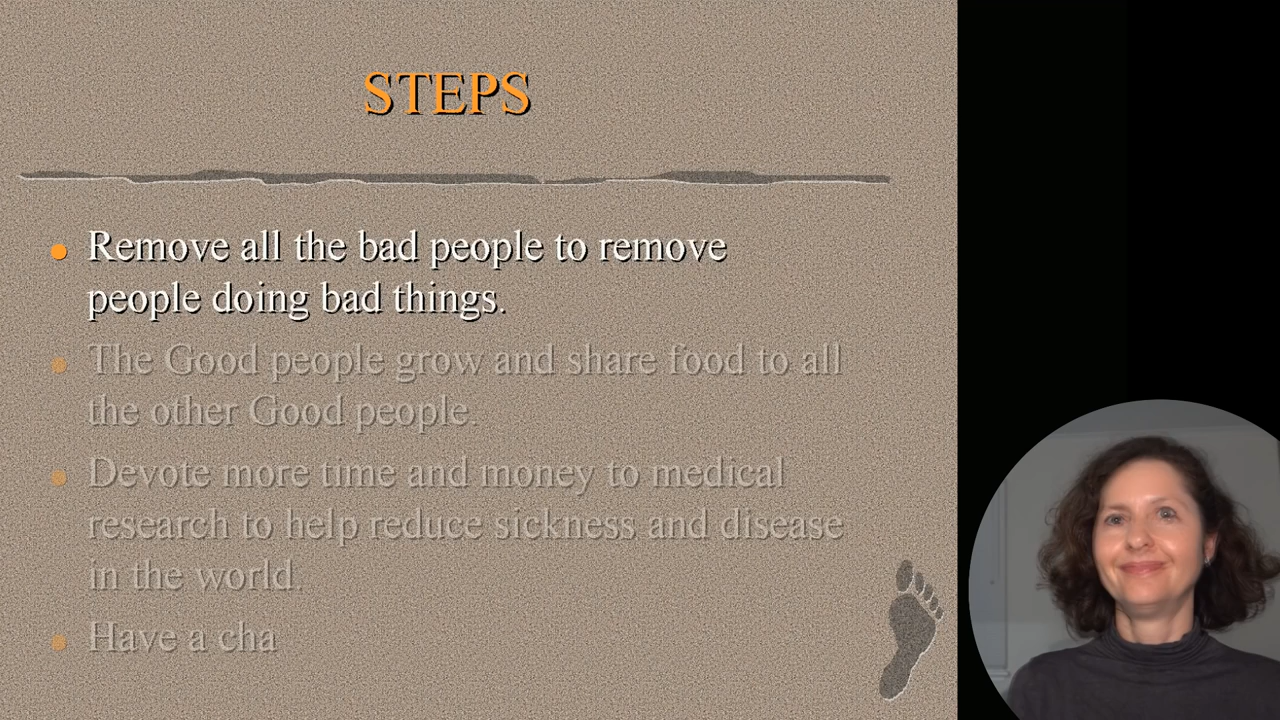 STEPS
Remove all the bad people to remove
people doing bad things.
The Good people grow and share food to all
the other Good people.
Devote more time and money to medical
research to help reduce sickness and disease
in the world.
Have a cha